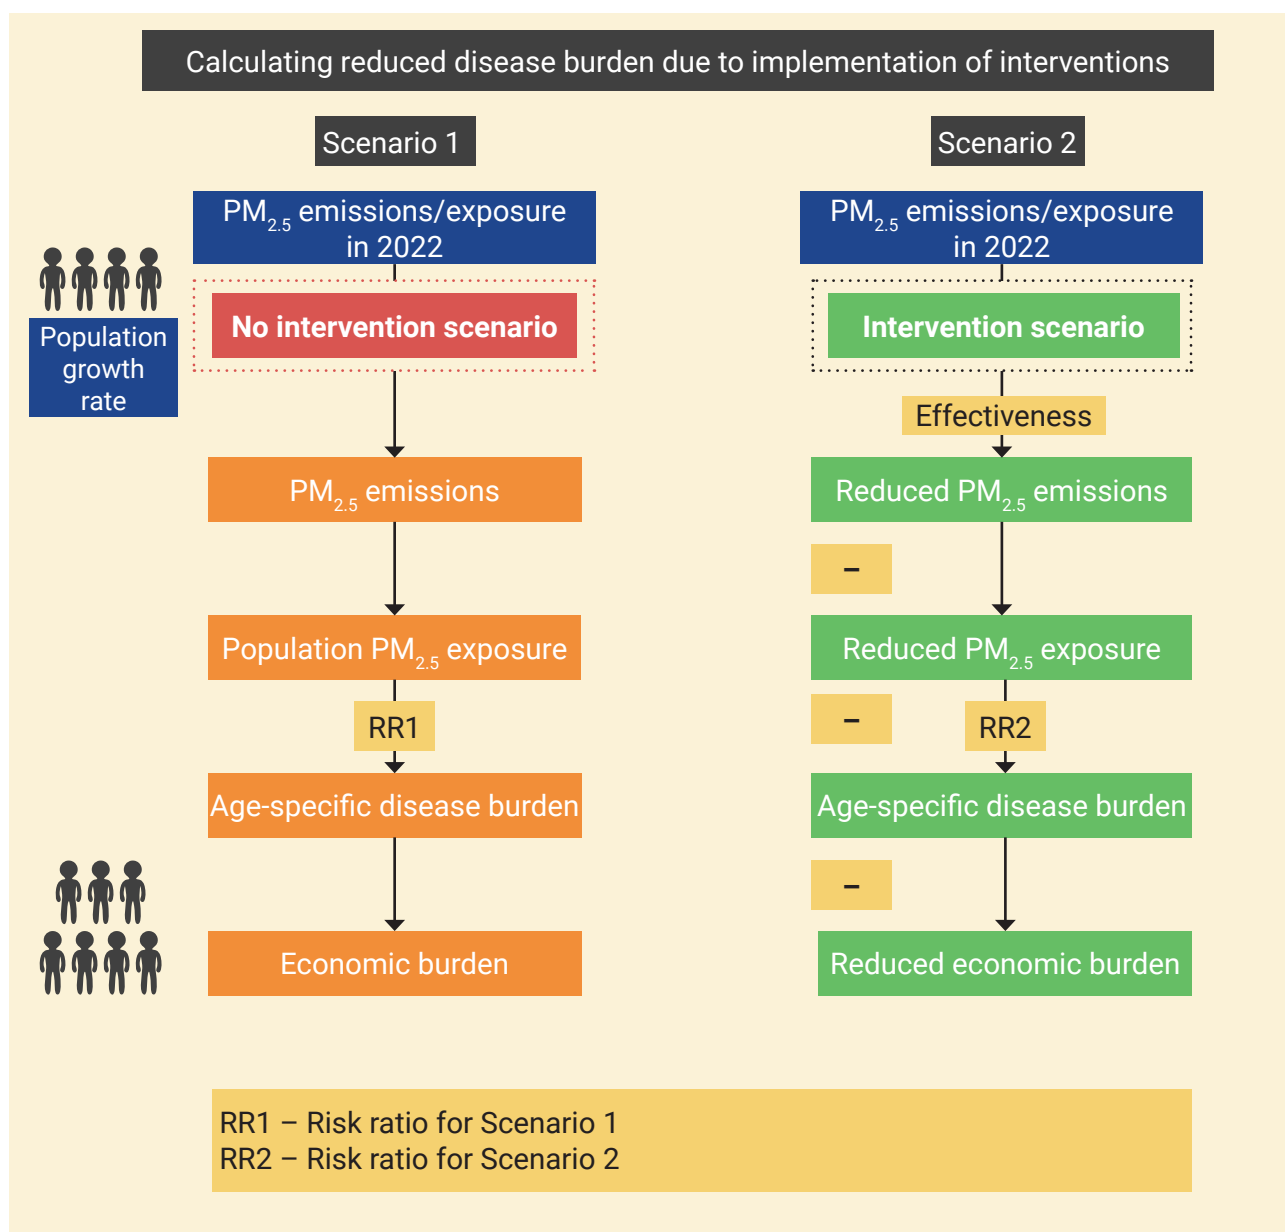 Calculating reduced disease burden due to implementation of interventions
Scenario 1
Scenario 2
PM2.5 emissions/exposure
in 2022
PM2.5 emissions/exposure
in 2022
Population
growth
rate
No intervention scenario
Intervention scenario
Effectiveness
PM2.5 emissions
Reduced PM2.5 emissions
–
Population PM2.5 exposure
Reduced PM2.5 exposure
RR1
–
RR2
Age-specific disease burden
Age-specific disease burden
–
Economic burden
Reduced economic burden
RR1 – Risk ratio for Scenario 1
RR2 – Risk ratio for Scenario 2